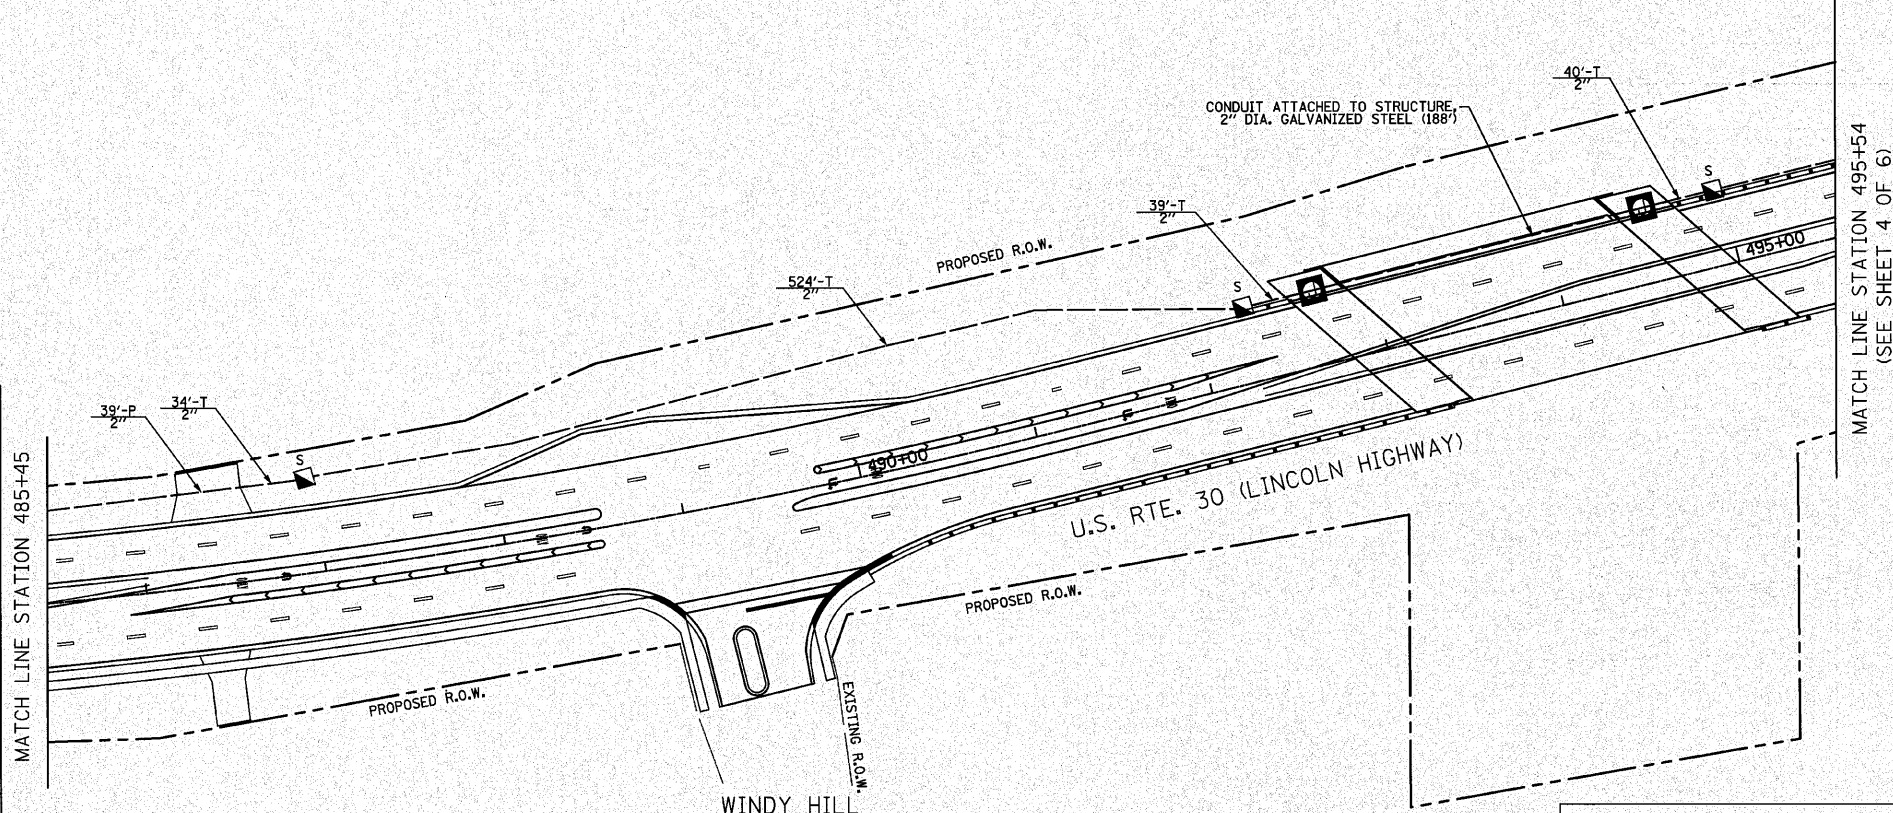 40'-T
2"
CONDUIT ATTACHED TO STRUCTURE,
2" DIA. GALVANIZED STEEL (188')
MATCH LINE STATION 495+54
(SEE SHEET 4 OF 6)
S
39'-T
2"
495+00
PROPOSED R.O.W.
S
524'-T
2"
39'-P
2"
34'-T
2"
S
490+00
U.S. RTE. 30 (LINCOLN HIGHWAY)
MATCH LINE STATION 485+45
PROPOSED R.O.W.
PROPOSED R.O.W.
EXISTING R.O.W.
WINDY HILL